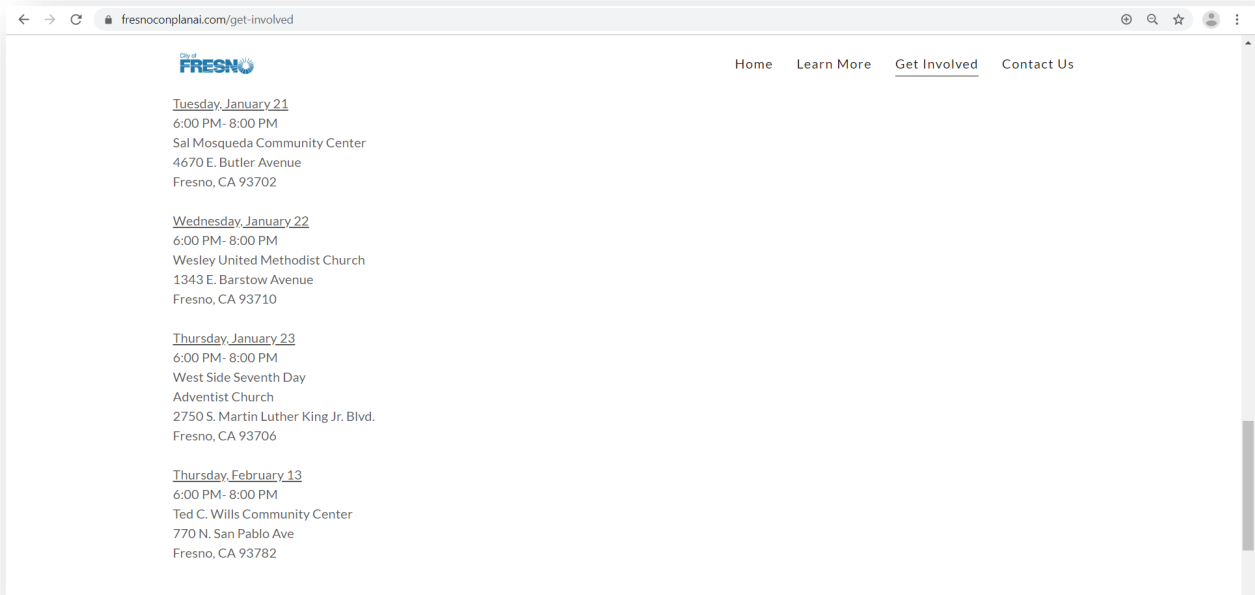 fresnoconplanai.com/get-involved
City of
FRESNO
Home Learn More Get Involved Contact Us
Tuesday, January 21
6:00 PM- 8:00 PM
Sal Mosqueda Community Center
4670 E. Butler Avenue
Fresno, CA 93702
Wednesday, January 22
6:00 PM- 8:00 PM
Wesley United Methodist Church
1343 E. Barstow Avenue
Fresno, CA 93710
Thursday, January 23
6:00 PM- 8:00 PM
West Side Seventh Day
Adventist Church
2750 S. Martin Luther King Jr. Blvd.
Fresno, CA 93706
Thursday, February 13
6:00 PM- 8:00 PM
Ted C. Wills Community Center
770 N. San Pablo Ave
Fresno, CA 93782